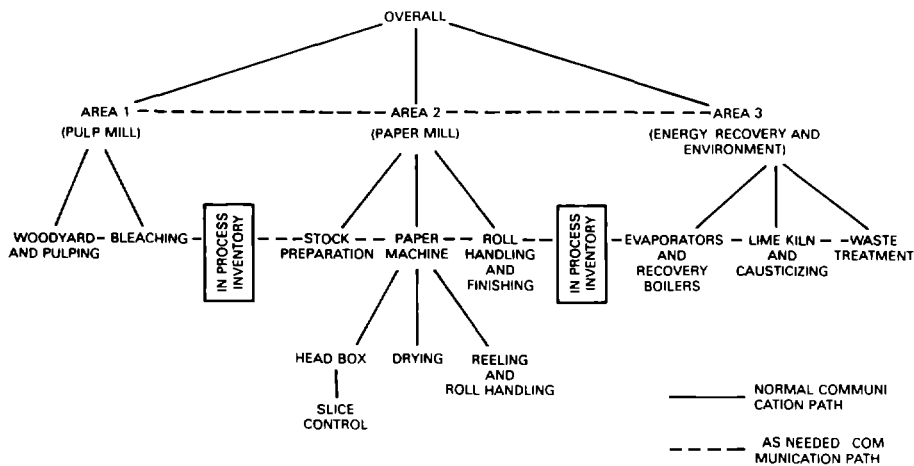 OVERALL
AREA 1
(PULP MILL)
AREA 2
(PAPER MILL)
AREA 3
(ENERGY RECOVERY AND
ENVIRONMENT)
WOODYARD
AND PULPING
BLEACHING
IN PROCESS
INVENTORY
STOCK
PREPARATION
PAPER
MACHINE
ROLL
HANDLING
AND
FINISHING
IN PROCESS
INVENTORY
EVAPORATORS
AND
RECOVERY
BOILERS
LIME KILN
AND
CAUSTICIZING
WASTE
TREATMENT
HEAD BOX
SLICE
CONTROL
DRYING
REELING
AND
ROLL HANDLING
NORMAL COMMUNI
CATION PATH
AS NEEDED COM
MUNICATION PATH